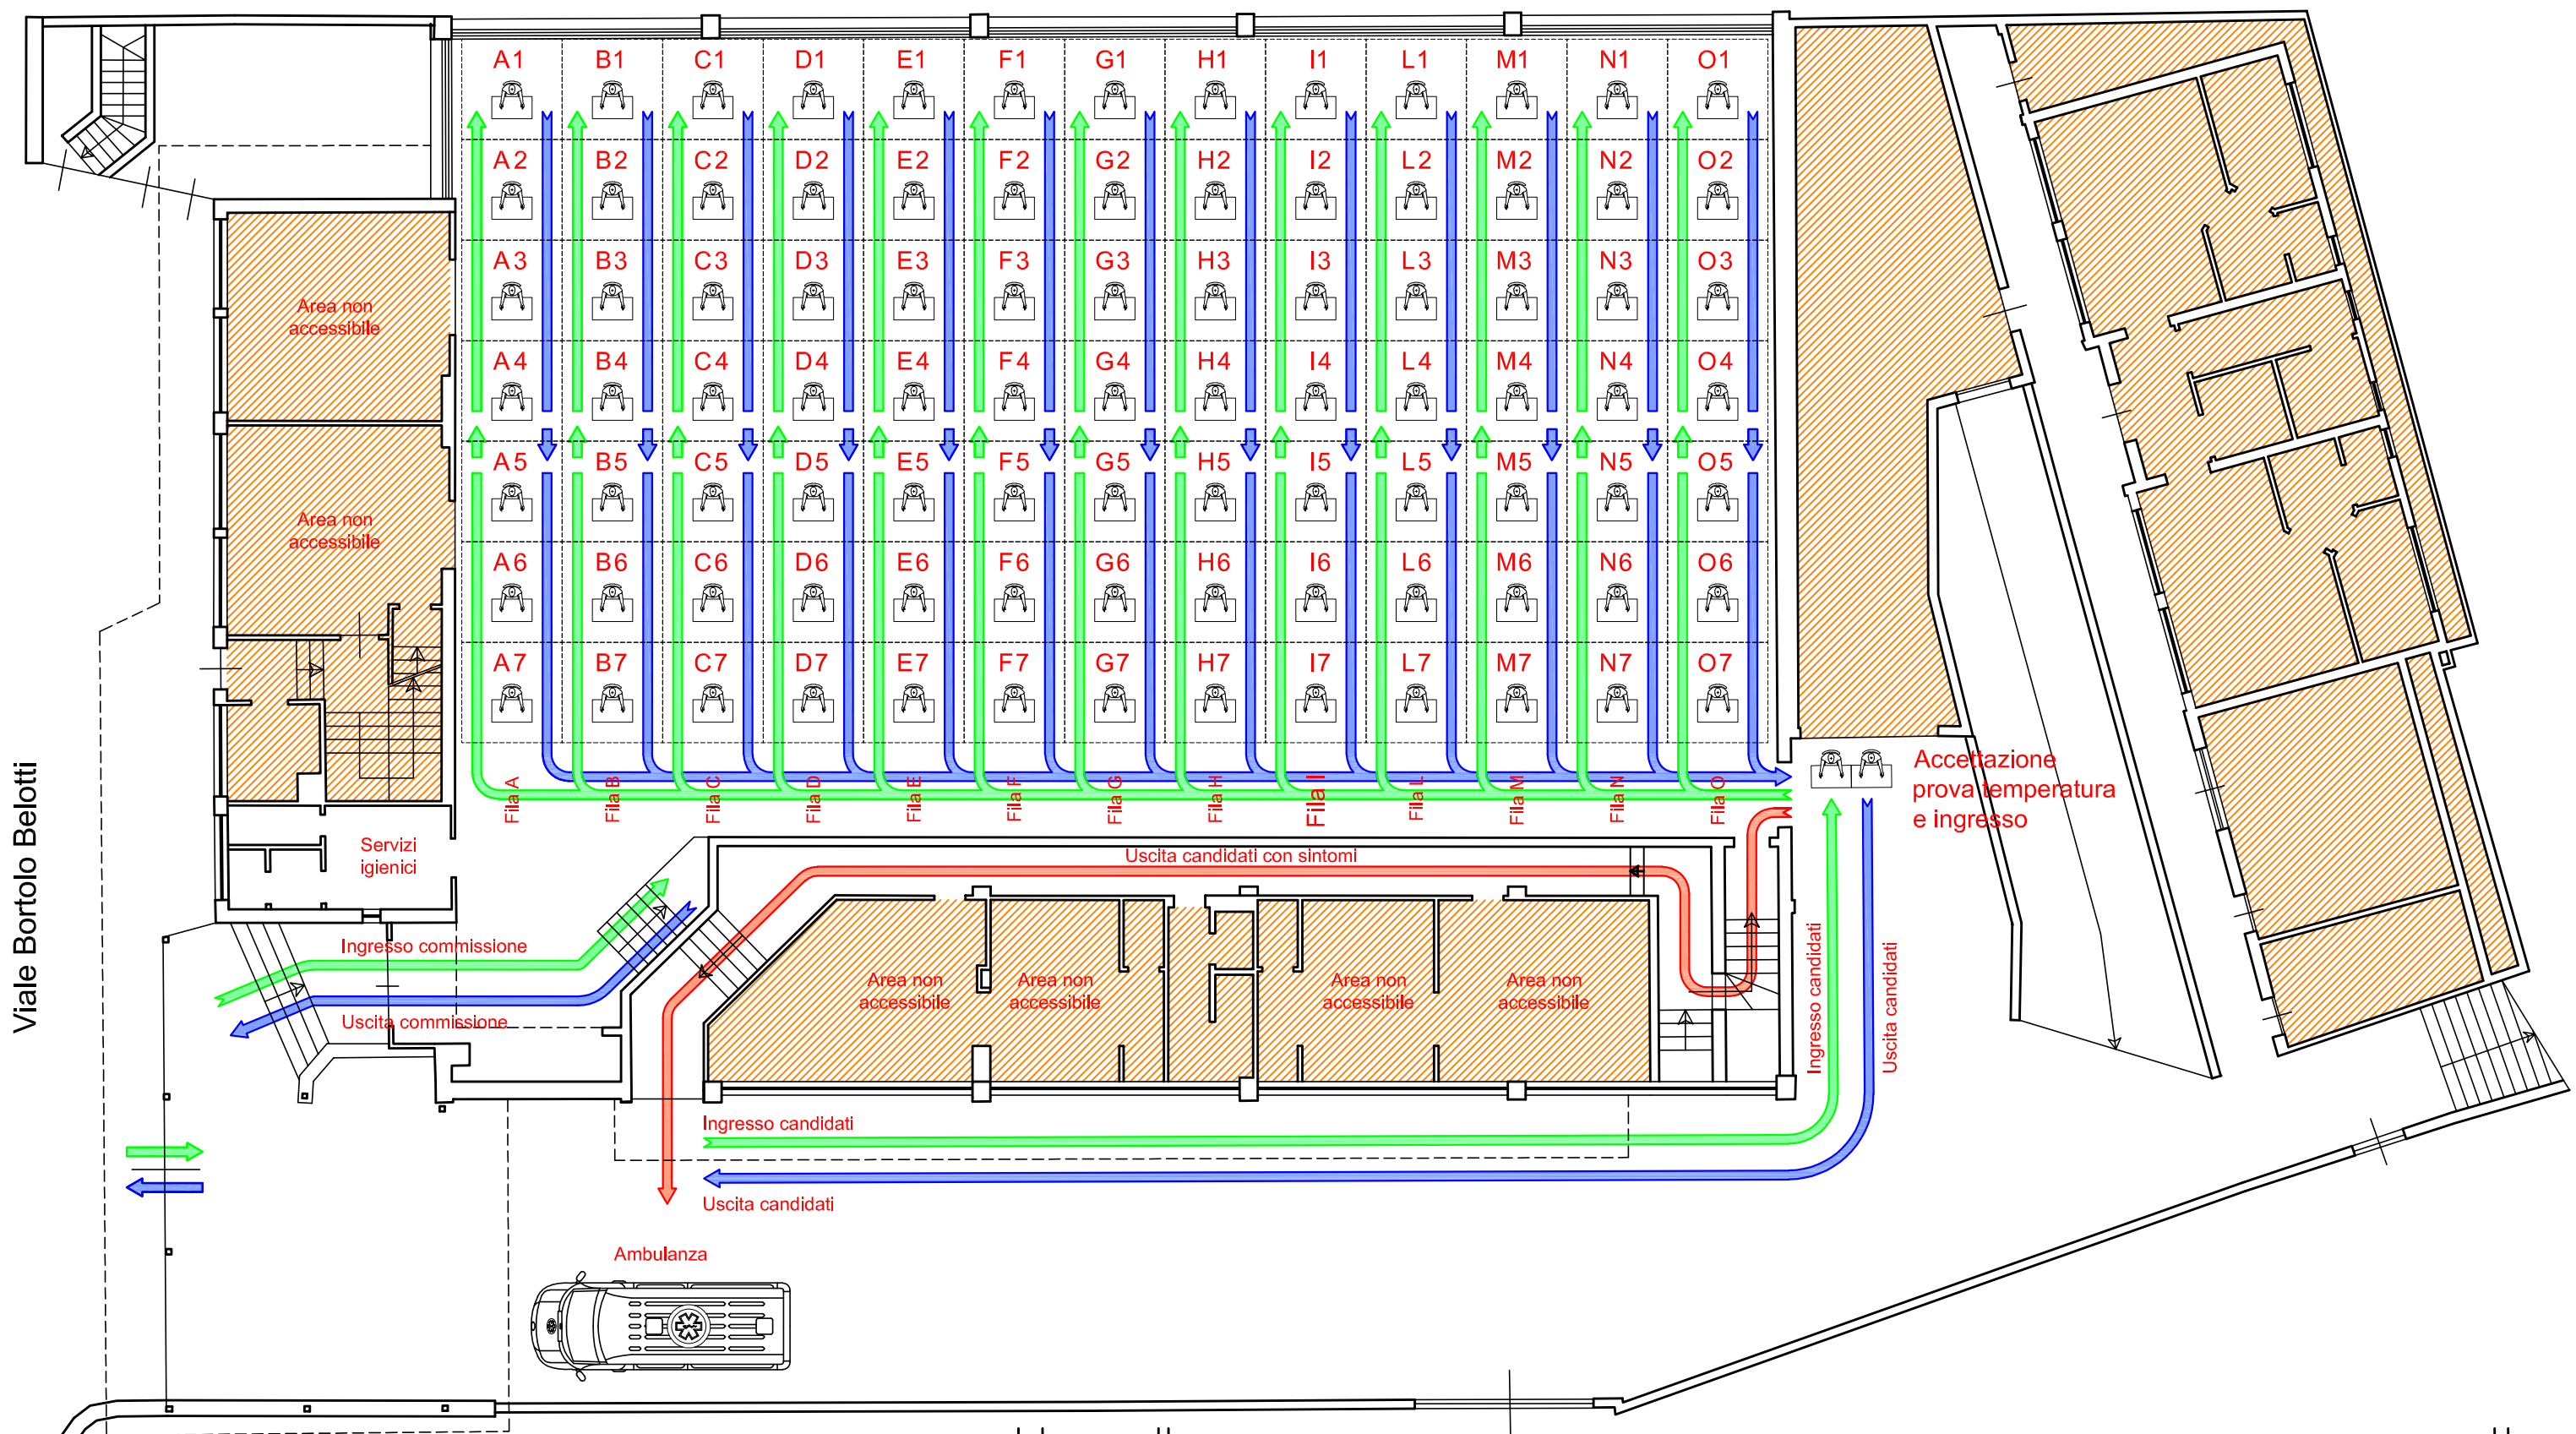 A1 B1 C1 D1 E1 F1 G1 H1 I1 L1 M1 N1 O1
A2 B2 C2 D2 E2 F2 G2 H2 I2 L2 M2 N2 O2
A3 B3 C3 D3 E3 F3 G3 H3 I3 L3 M3 N3 O3
A4 B4 C4 D4 E4 F4 G4 H4 I4 L4 M4 N4 O4
A5 B5 C5 D5 E5 F5 G5 H5 I5 L5 M5 N5 O5
A6 B6 C6 D6 E6 F6 G6 H6 I6 L6 M6 N6 O6
A7 B7 C7 D7 E7 F7 G7 H7 I7 L7 M7 N7 O7
Fila A
Fila B
Fila C
Fila D
Fila E
Fila F
Fila G
Fila H
Fila I
Fila L
Fila M
Fila N
Fila O
Area non
accessibile
Area non
accessibile
Viale Bortolo Belotti
Servizi
igienici
Accettazione
prova temperatura
e ingresso
Uscita candidati con sintomi
Ingresso commissione
Uscita commissione
Area non
accessibile
Area non
accessibile
Area non
accessibile
Area non
accessibile
Ingresso candidati
Uscita candidati
Ingresso candidati
Uscita candidati
Ambulanza